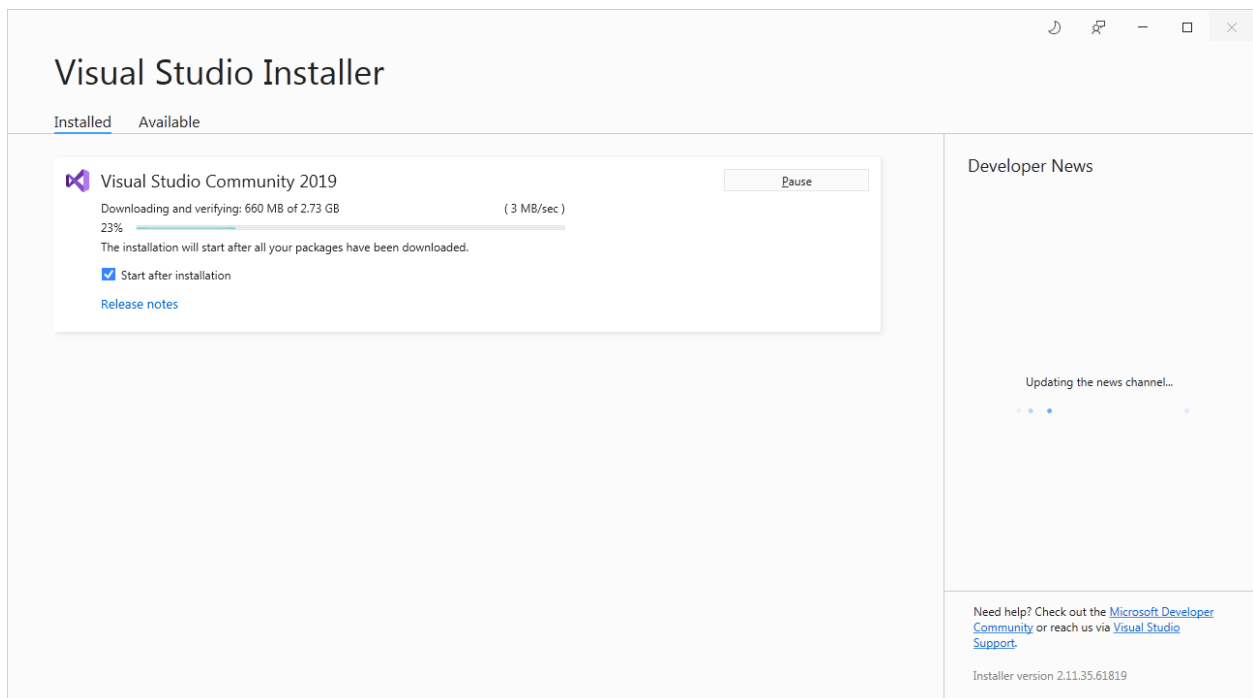 Visual Studio Installer
Installed Available
Visual Studio Community 2019
Pause
Downloading and verifying: 660 MB of 2.73 GB ( 3 MB/sec )
23%
The installation will start after all your packages have been downloaded.
Start after installation
Release notes
Developer News
Updating the news channel...
Need help? Check out the Microsoft Developer
Community or reach us via Visual Studio
Support.
Installer version 2.11.35.61819